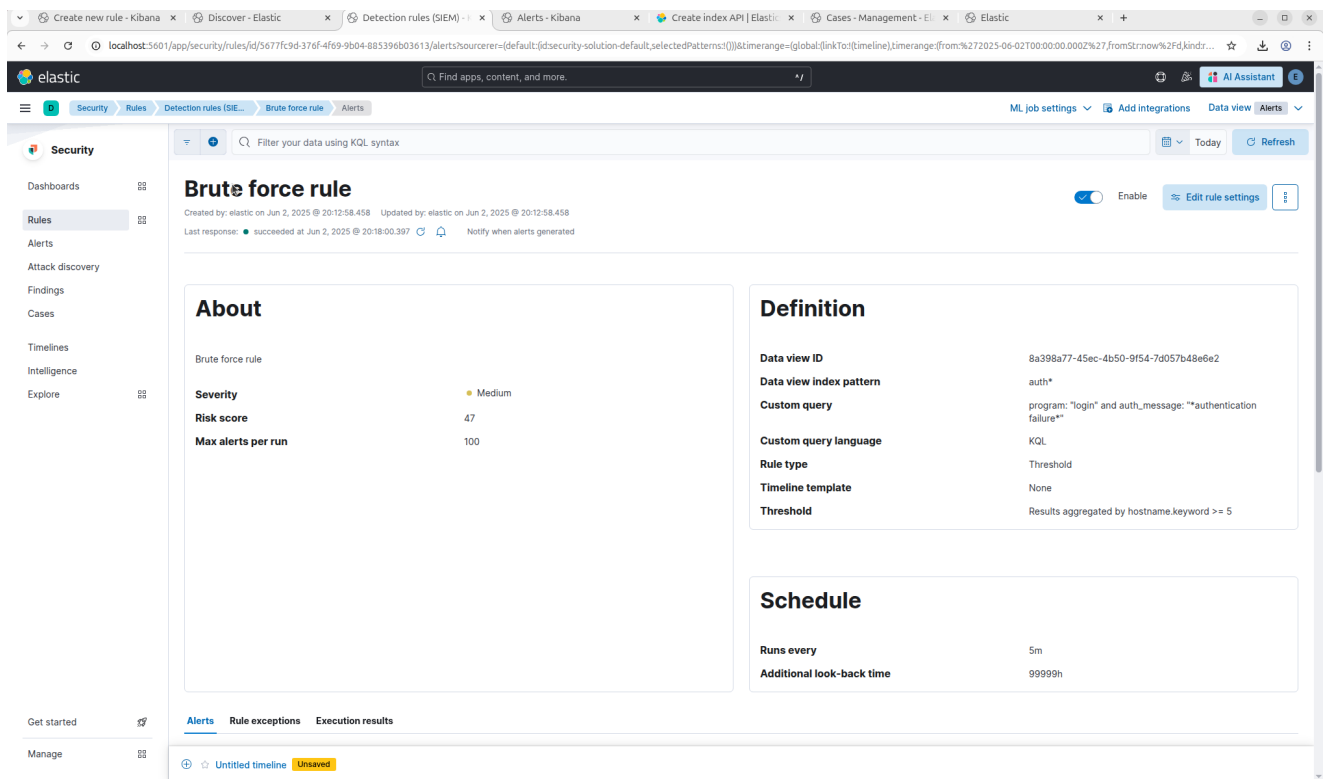 Create new rule - Kibana
Discover - Elastic
Detection rules (SIEM) - K
Alerts - Kibana
Create index API | Elastic
Cases - Management - El
Elastic
localhost:5601/app/security/rules/id/5677fc9d-376f-4f69-9b04-885396b03613/alerts?sourcerer=(default:(id:security-solution-default,selectedPatterns:!()))&timerange=(global:(linkTo:!(timeline),timerange:(from:%272025-06-02T00:00:00.000Z%27,fromStr:now%2Fd,kind:r...
elastic
Find apps, content, and more.
^/
AI Assistant
E
D
Security
Rules
Detection rules (SIE...
Brute force rule
Alerts
ML job settings
Add integrations
Data view
Alerts
Security
Filter your data using KQL syntax
Today
Refresh
Dashboards
Rules
Alerts
Attack discovery
Findings
Cases
Timelines
Intelligence
Explore
Get started
Manage
Brute force rule
Enable
Edit rule settings
Created by: elastic on Jun 2, 2025 @ 20:12:58.458 Updated by: elastic on Jun 2, 2025 @ 20:12:58.458
Last response: succeeded at Jun 2, 2025 @ 20:18:00.397 Notify when alerts generated
About
Brute force rule
Severity Medium
Risk score 47
Max alerts per run 100
Definition
Data view ID 8a398a77-45ec-4b50-9f54-7d057b48e6e2
Data view index pattern auth*
Custom query program: "login" and auth_message: "*authentication
failure*"
Custom query language KQL
Rule type Threshold
Timeline template None
Threshold Results aggregated by hostname.keyword >= 5
Schedule
Runs every 5m
Additional look-back time 99999h
Alerts Rule exceptions Execution results
Untitled timeline Unsaved